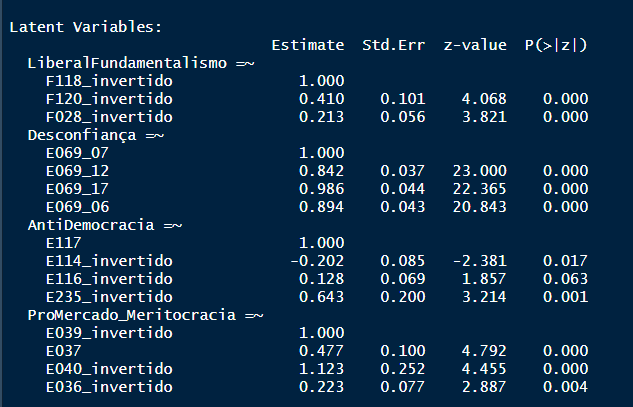 Latent Variables:
Estimate Std.Err z-value P(>|z|)
LiberalFundamentalismo =~
F118_invertido 1.000
F120_invertido 0.410 0.101 4.068 0.000
F028_invertido 0.213 0.056 3.821 0.000
Desconfiança =~
E069_07 1.000
E069_12 0.842 0.037 23.000 0.000
E069_17 0.986 0.044 22.365 0.000
E069_06 0.894 0.043 20.843 0.000
AntiDemocracia =~
E117 1.000
E114_invertido -0.202 0.085 -2.381 0.017
E116_invertido 0.128 0.069 1.857 0.063
E235_invertido 0.643 0.200 3.214 0.001
ProMercado_Meritocracia =~
E039_invertido 1.000
E037 0.477 0.100 4.792 0.000
E040_invertido 1.123 0.252 4.455 0.000
E036_invertido 0.223 0.077 2.887 0.004